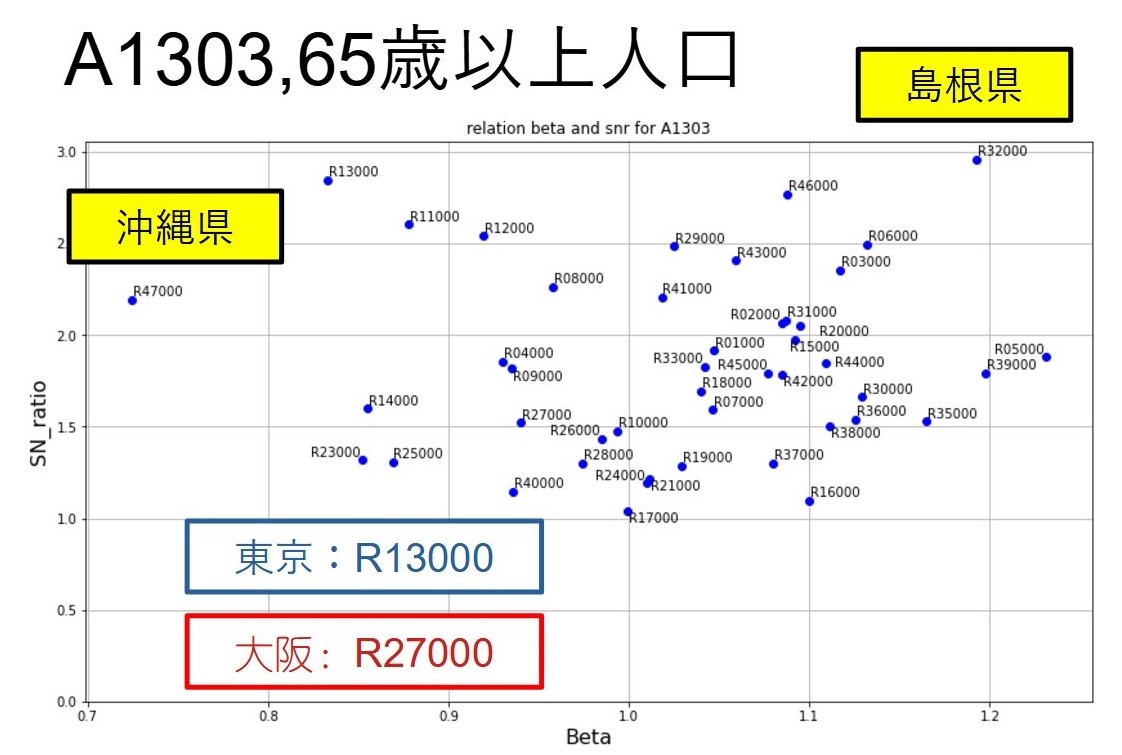 A1303,65歳以上人口
島根県
relation beta and snr for A1303
3.0
R32000
R13000
R46000
沖縄県
R11000
R12000
2.5
R29000
R06000
R43000
R03000
R08000
R41000
R47000
R02000
R31000
2.0
R20000
R01000
R15000
R05000
R04000
R33000
R45000
R44000
R39000
R09000
R18000
R42000
R14000
R07000
R30000
R27000
R36000
R35000
1.5
R26000
R10000
R38000
R23000
R25000
R28000
R19000
R37000
R24000
R40000
R21000
R16000
R17000
1.0
SN_ratio
東京：R13000
0.5
大阪：R27000
0.0
0.7
0.8
0.9
1.0
1.1
1.2
Beta